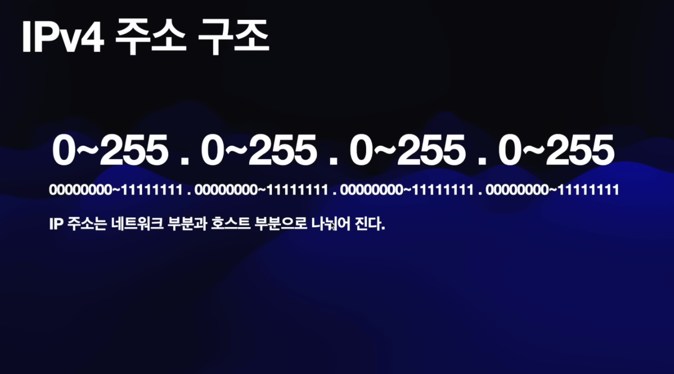 IPv4 주소 구조
0~255 . 0~255 . 0~255 . 0~255
00000000~11111111 . 00000000~11111111 . 00000000~11111111 . 00000000~11111111
IP 주소는 네트워크 부분과 호스트 부분으로 나뉞어 진다.